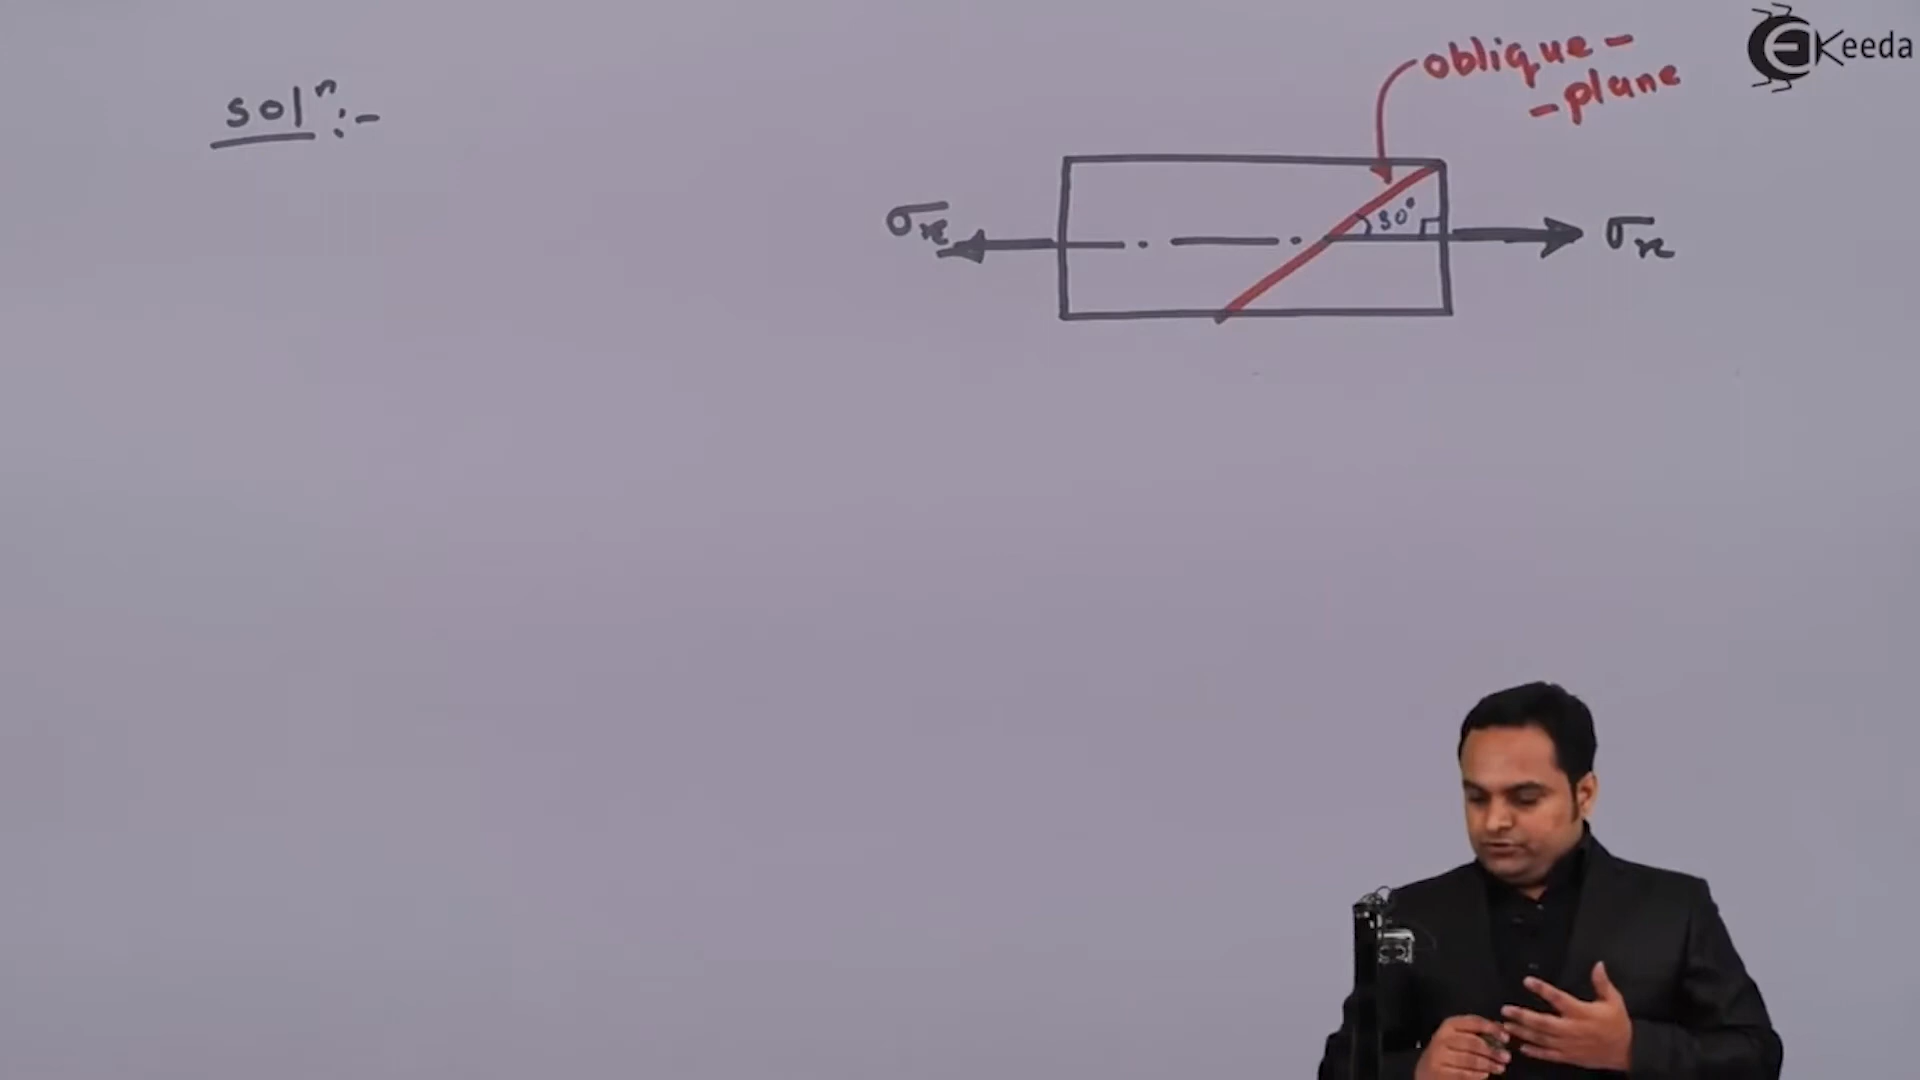 solⁿ :-
oblique -
- plane
σx
30°
σx
Ekeeda